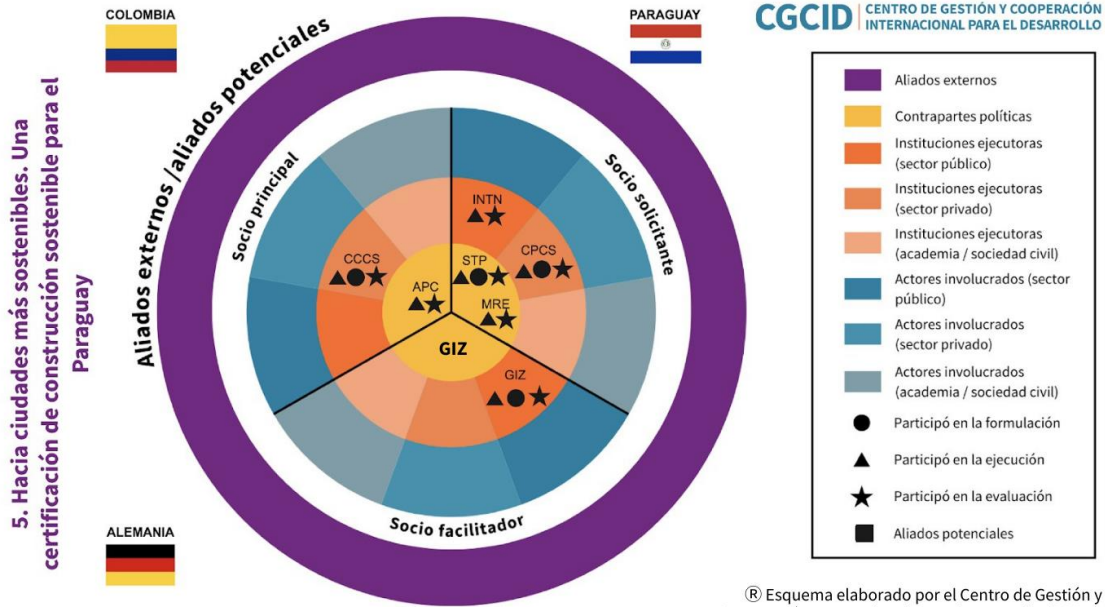 5. Hacia ciudades más sostenibles. Una
certificación de construcción sostenible para el
Paraguay
COLOMBIA
PARAGUAY
ALEMANIA
Aliados externos /aliados potenciales
Socio principal
Socio solicitante
Socio facilitador
INTN
CCCS
STP
CPCS
APC
MRE
GIZ
GIZ
CGCID
CENTRO DE GESTIÓN Y COOPERACIÓN
INTERNACIONAL PARA EL DESARROLLO
Aliados externos
Contrapartes políticas
Instituciones ejecutoras
(sector público)
Instituciones ejecutoras
(sector privado)
Instituciones ejecutoras
(academia / sociedad civil)
Actores involucrados (sector
público)
Actores involucrados
(sector privado)
Actores involucrados
(academia / sociedad civil)
Participó en la formulación
Participó en la ejecución
Participó en la evaluación
Aliados potenciales
Ⓡ Esquema elaborado por el Centro de Gestión y